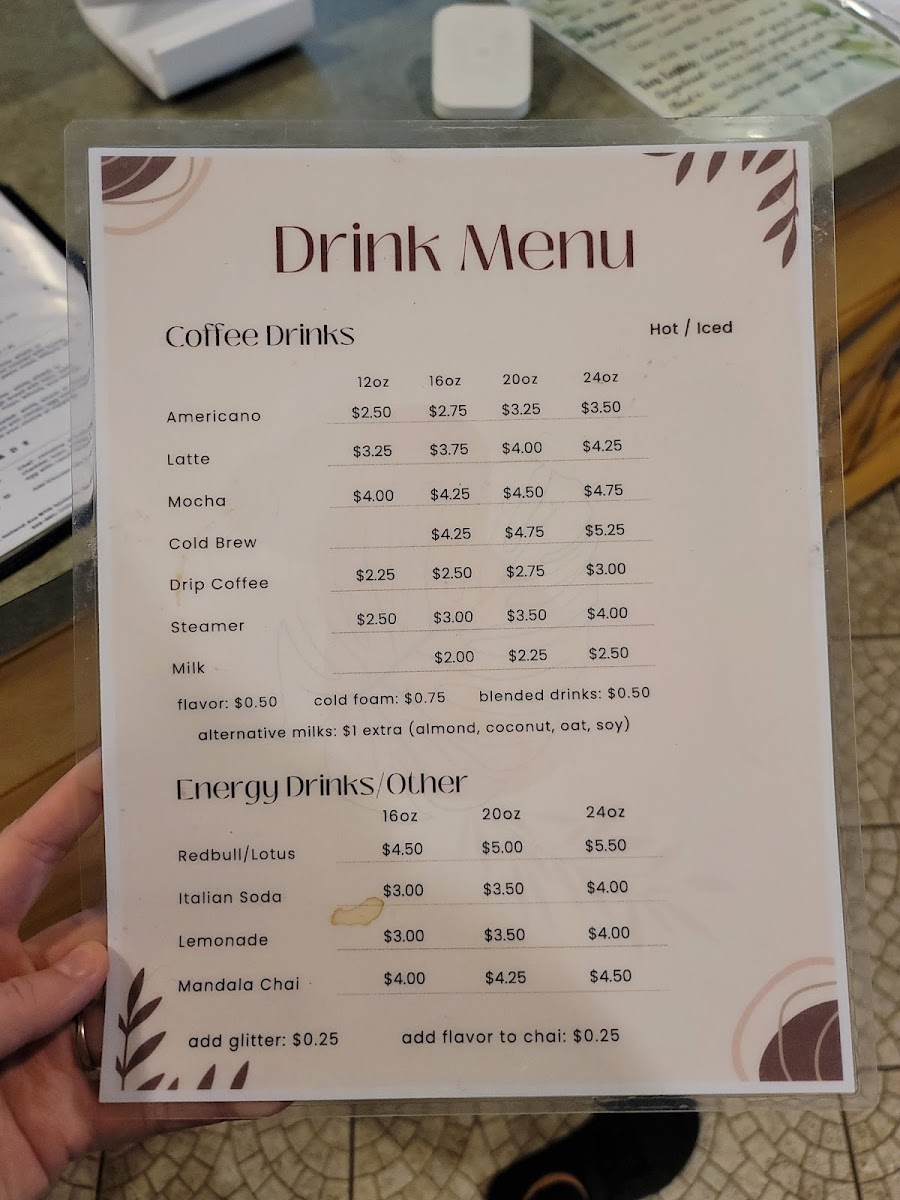 Drink Menu
Coffee Drinks Hot / Iced
12oz 16oz 20oz 24oz
Americano $2.50 $2.75 $3.25 $3.50
Latte $3.25 $3.75 $4.00 $4.25
Mocha $4.00 $4.25 $4.50 $4.75
Cold Brew $4.25 $4.75 $5.25
Drip Coffee $2.25 $2.50 $2.75 $3.00
Steamer $2.50 $3.00 $3.50 $4.00
Milk $2.00 $2.25 $2.50
flavor: $0.50 cold foam: $0.75 blended drinks: $0.50
alternative milks: $1 extra (almond, coconut, oat, soy)
Energy Drinks/Other
16oz 20oz 24oz
Redbull/Lotus $4.50 $5.00 $5.50
Italian Soda $3.00 $3.50 $4.00
Lemonade $3.00 $3.50 $4.00
Mandala Chai $4.00 $4.25 $4.50
add glitter: $0.25 add flavor to chai: $0.25